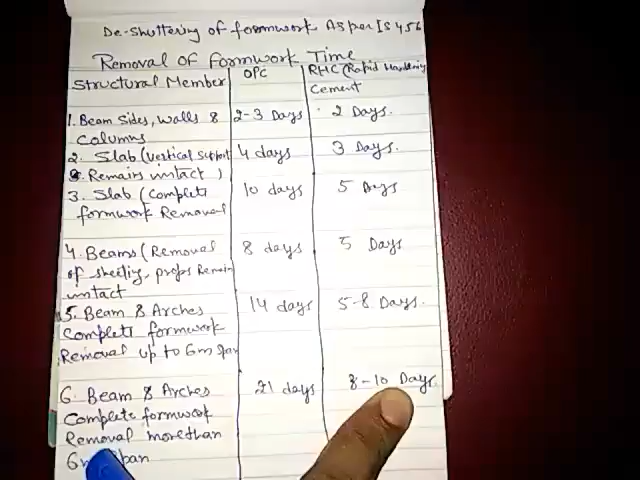 De-Shuttering of formwork As per IS 456
Removal Of Formwork Time
Structural Member OPC RHC (Rapid Hardening
Cement
1. Beam Sides, Walls & 2-3 Days 2 Days.
Columns
2. Slab (Vertical Support 4 days 3 Days.
Remains intact)
3. Slab (Complete 10 days 5 Days
formwork Removal
4. Beams (Removal 8 days 5 Days
of sheeting, props Remain
intact
5. Beam & Arches 14 days 5-8 Days.
Complete formwork
Removal up to 6m span
6. Beam & Arches 21 days 8-10 Days.
Complete formwork
Removal more than
6m span